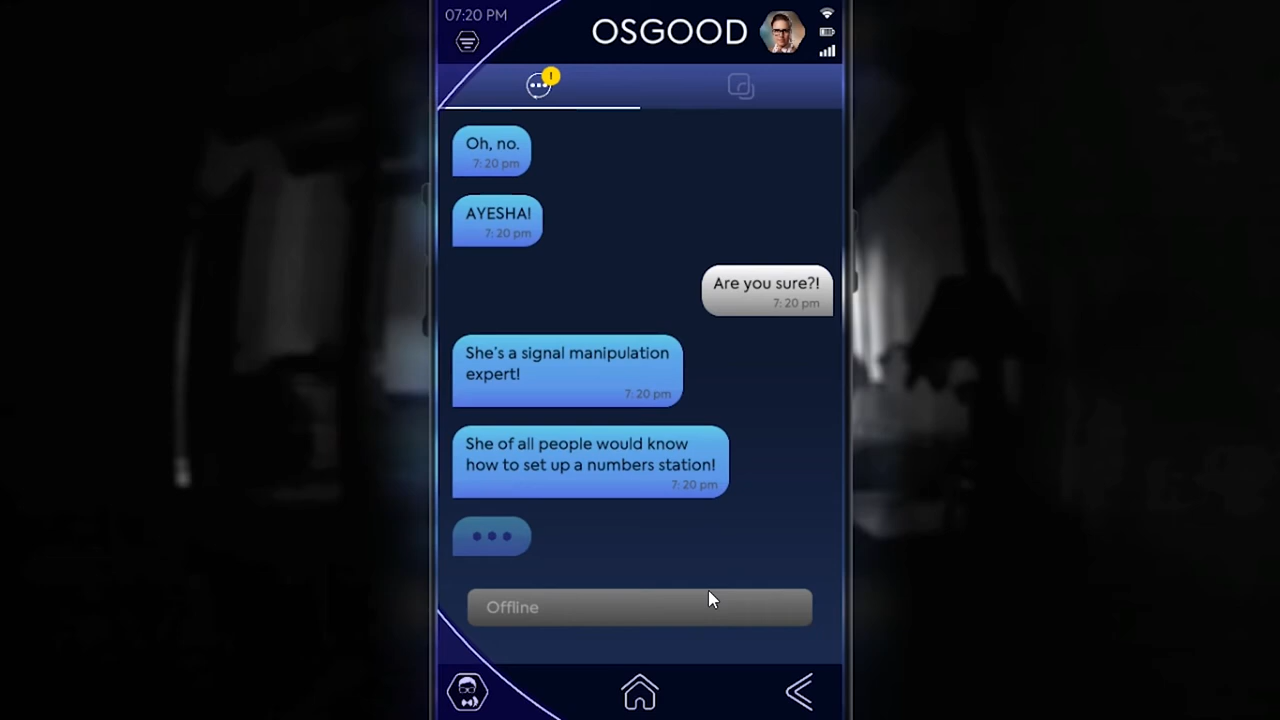 07:20 PM
OSGOOD
!
Oh, no.
7:20 pm
AYESHA!
7:20 pm
Are you sure?!
7:20 pm
She's a signal manipulation
expert!
7:20 pm
She of all people would know
how to set up a numbers station!
7:20 pm
Offline